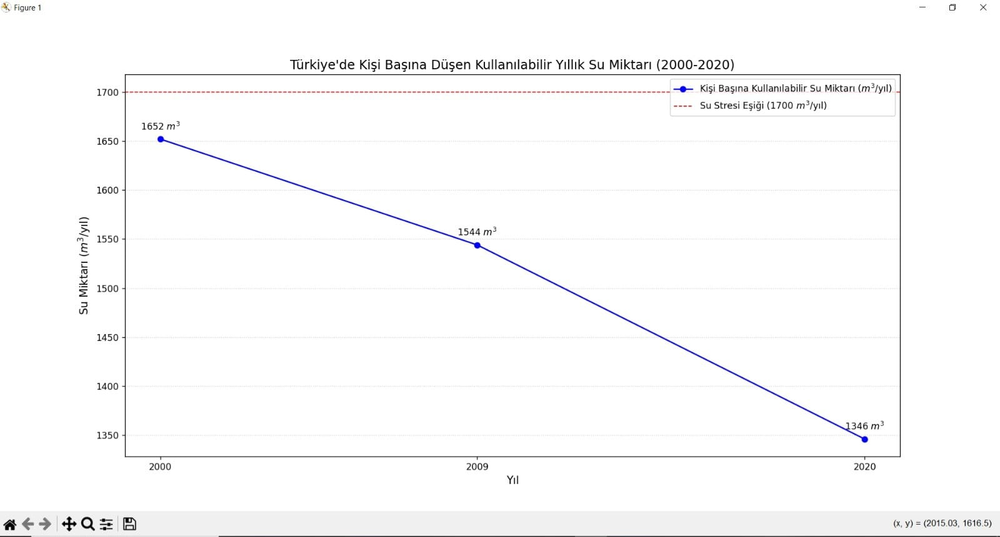 Figure 1
Türkiye'de Kişi Başına Düşen Kullanılabilir Yıllık Su Miktarı (2000-2020)
Kişi Başına Kullanılabilir Su Miktarı (m³/yıl)
Su Stresi Eşiği (1700 m³/yıl)
Su Miktarı (m³/yıl)
1700
1650
1600
1550
1500
1450
1400
1350
1652 m³
1544 m³
1346 m³
2000 2009 2020
Yıl
(x, y) = (2015.03, 1616.5)